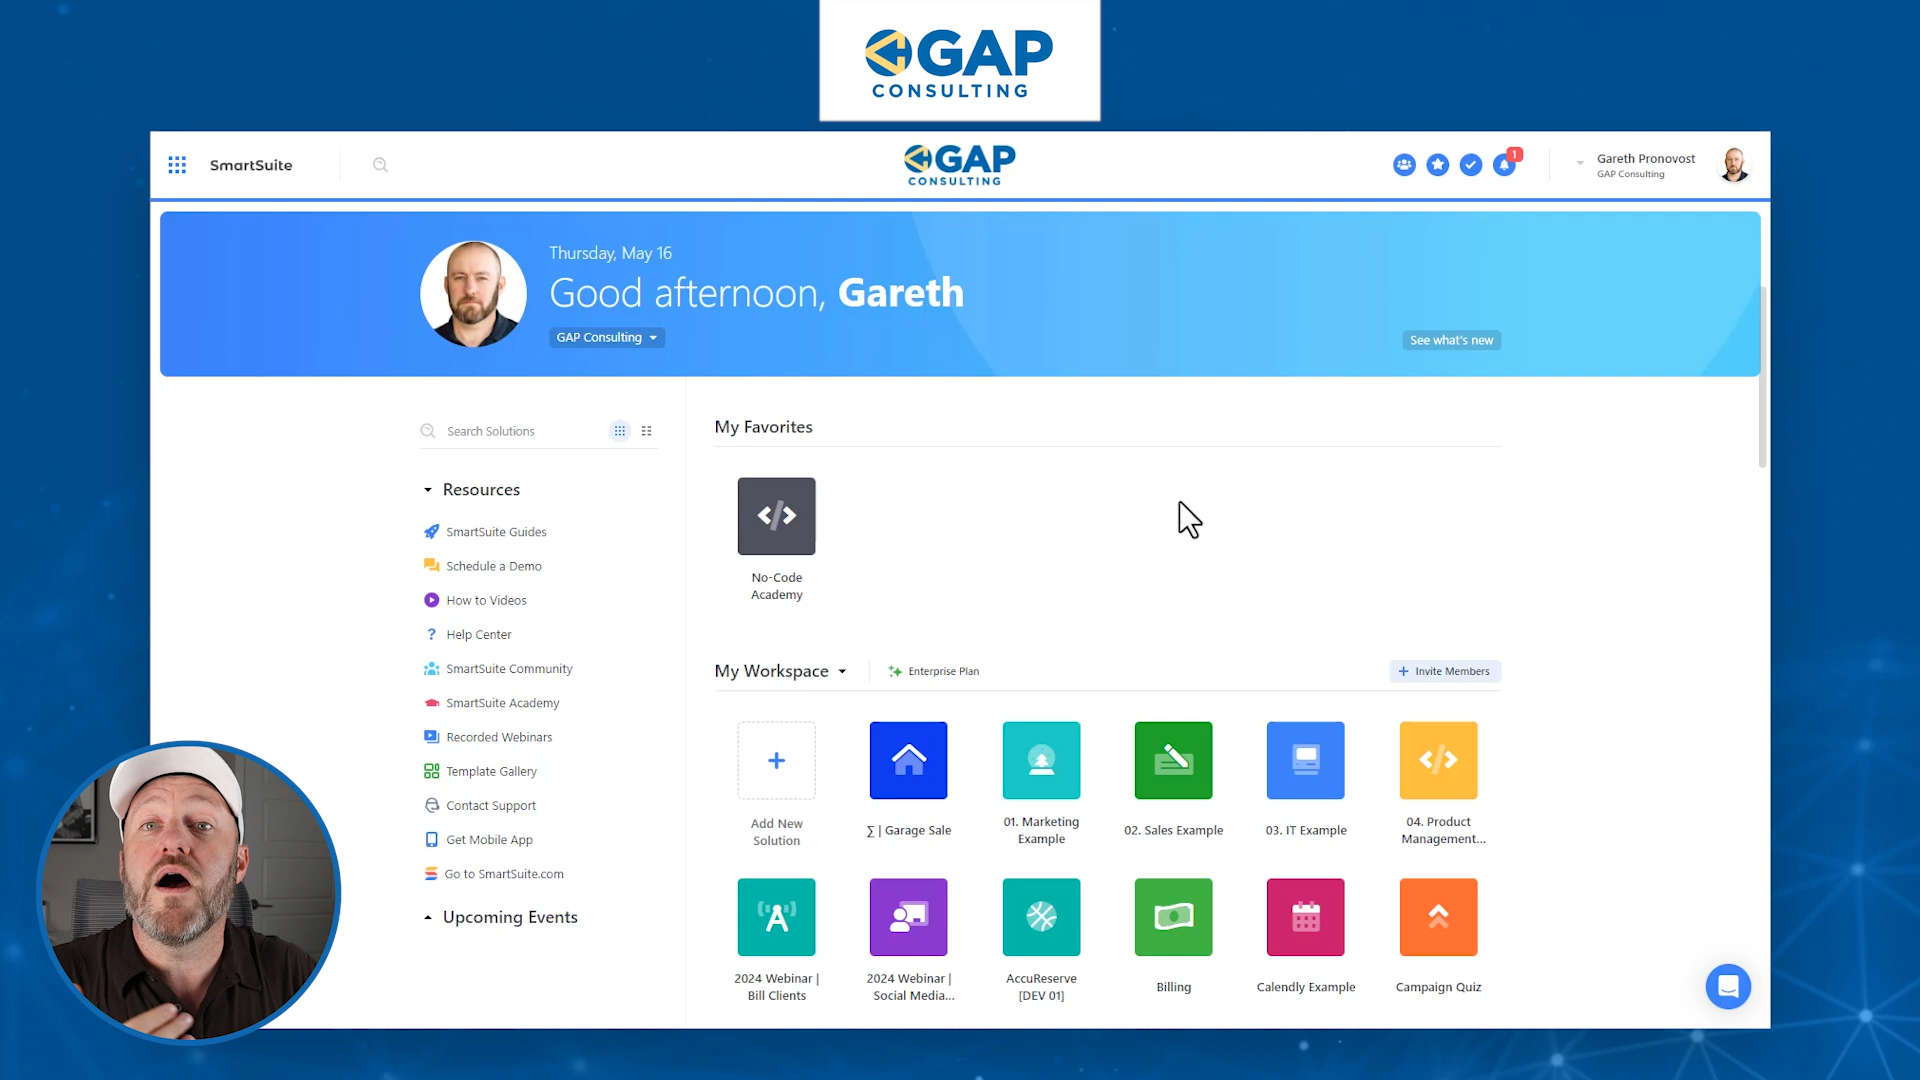 GAP
CONSULTING
SmartSuite
GAP
CONSULTING
1
Gareth Pronovost
GAP Consulting
Thursday, May 16
Good afternoon, Gareth
GAP Consulting
See what's new
Search Solutions
My Favorites
Resources
SmartSuite Guides
Schedule a Demo
How to Videos
Help Center
SmartSuite Community
SmartSuite Academy
Recorded Webinars
Template Gallery
Contact Support
Get Mobile App
Go to SmartSuite.com
Upcoming Events
No-Code
Academy
My Workspace
Enterprise Plan
+ Invite Members
Add New
Solution
∑ | Garage Sale
01. Marketing
Example
02. Sales Example
03. IT Example
04. Product
Management...
2024 Webinar |
Bill Clients
2024 Webinar |
Social Media...
AccuReserve
[DEV 01]
Billing
Calendly Example
Campaign Quiz